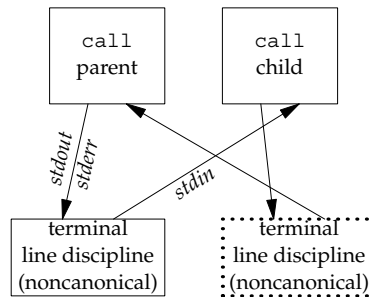 call
parent
call
child
stdout
stderr
stdin
terminal
line discipline
(noncanonical)
terminal
line discipline
(noncanonical)